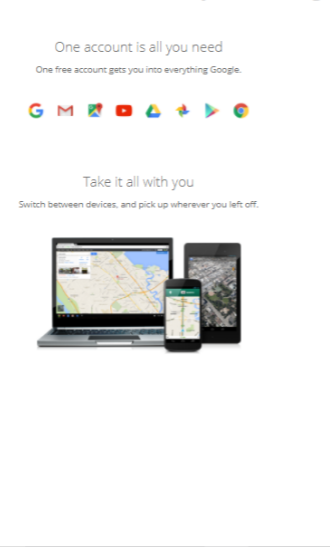 One account is all you need
One free account gets you into everything Google.
Take it all with you
Switch between devices, and pick up wherever you left off.